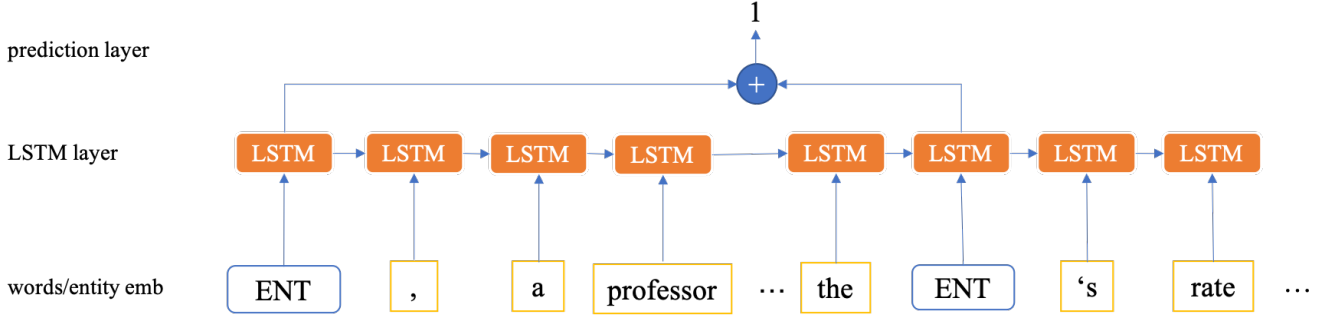 1
prediction layer
+
LSTM layer LSTM LSTM LSTM LSTM LSTM LSTM LSTM LSTM
words/entity emb ENT , a professor ... the ENT ‘s rate ...